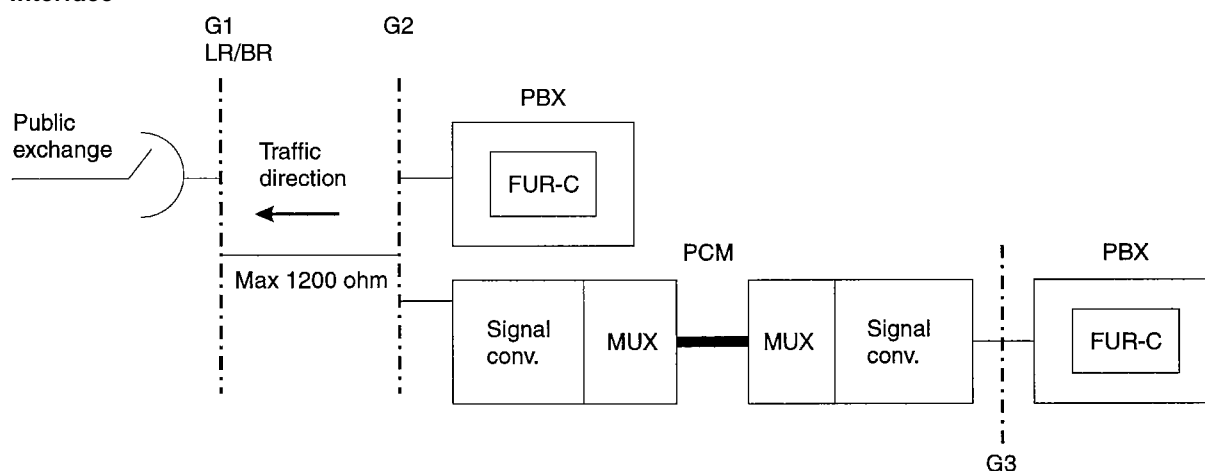 G1
LR/BR
G2
PBX
Public
exchange
Traffic
direction
FUR-C
Max 1200 ohm
PCM
PBX
Signal
conv.
MUX
MUX
Signal
conv.
FUR-C
G3